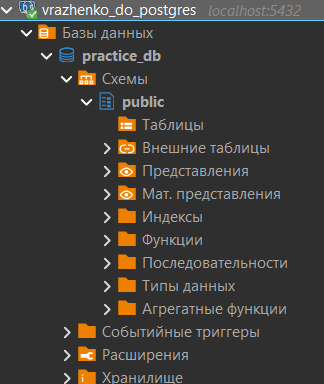 vrazhenko_do_postgres localhost:5432
Базы данных
practice_db
Схемы
public
Таблицы
Внешние таблицы
Представления
Мат. представления
Индексы
Функции
Последовательности
Типы данных
Агрегатные функции
Событийные триггеры
Расширения
Хранилище